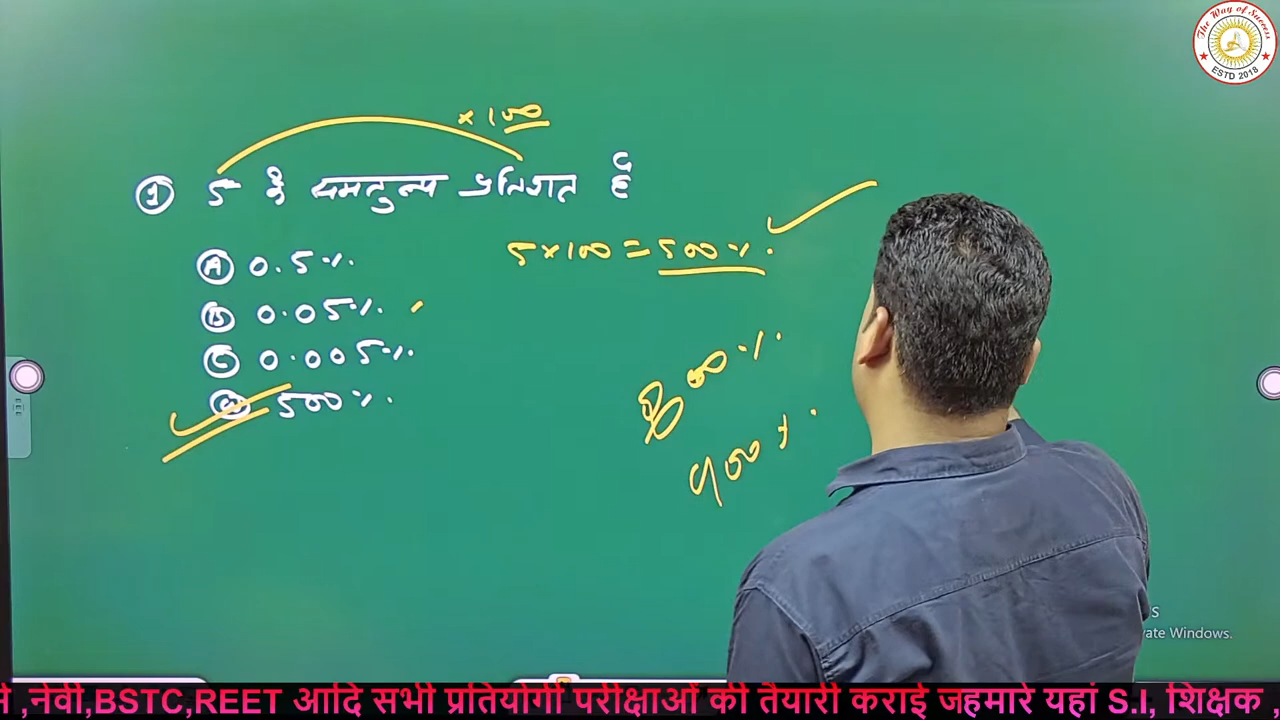 The Way of Success
ESTD 2018
× 100
① 5 के समतुल्य प्रतिशत है
Ⓐ 0.5%
Ⓑ 0.05%
Ⓒ 0.005%
Ⓓ 500%
5×100 = 500%
800%
900%
S
ate Windows.
,नेवी,BSTC,REET आदि सभी प्रतियोगी परीक्षाओं की तैयारी कराई जहमारे यहां S.I, शिक्षक ,